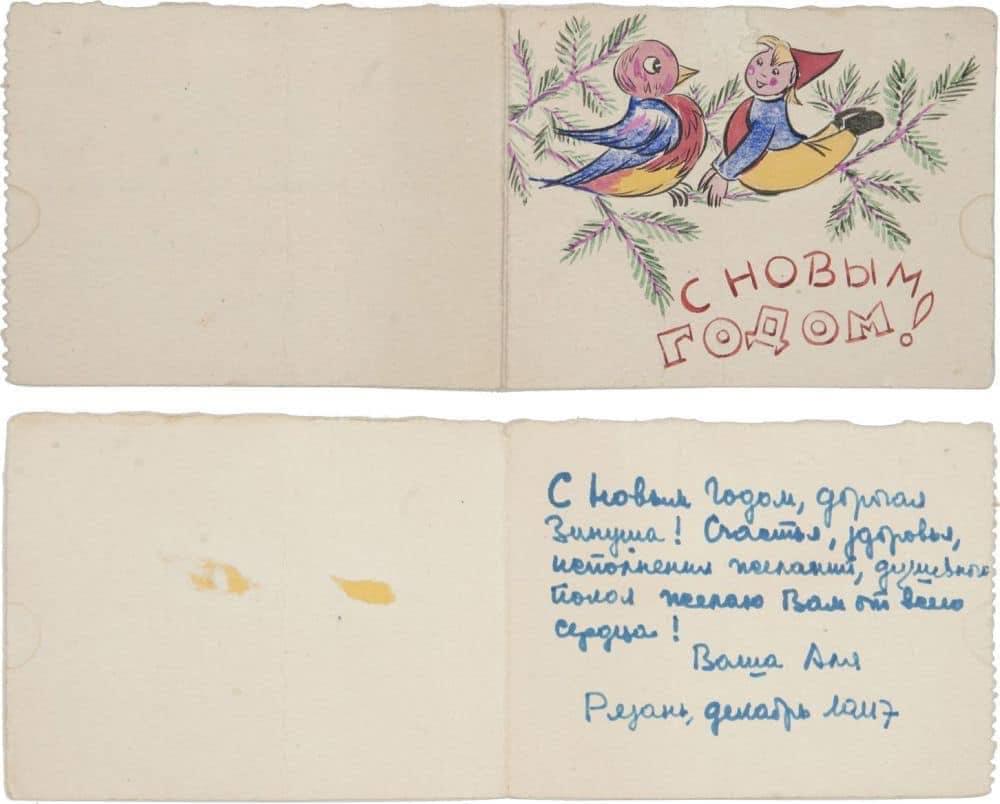 С НОВЫМ
ГОДОМ!
С Новым Годом, дорогая
Зинуша! Счастья, здоровья,
исполнения желаний, душевного
покоя желаю Вам от всего
сердца!
Ваша Аля
Рязань, декабрь 1947